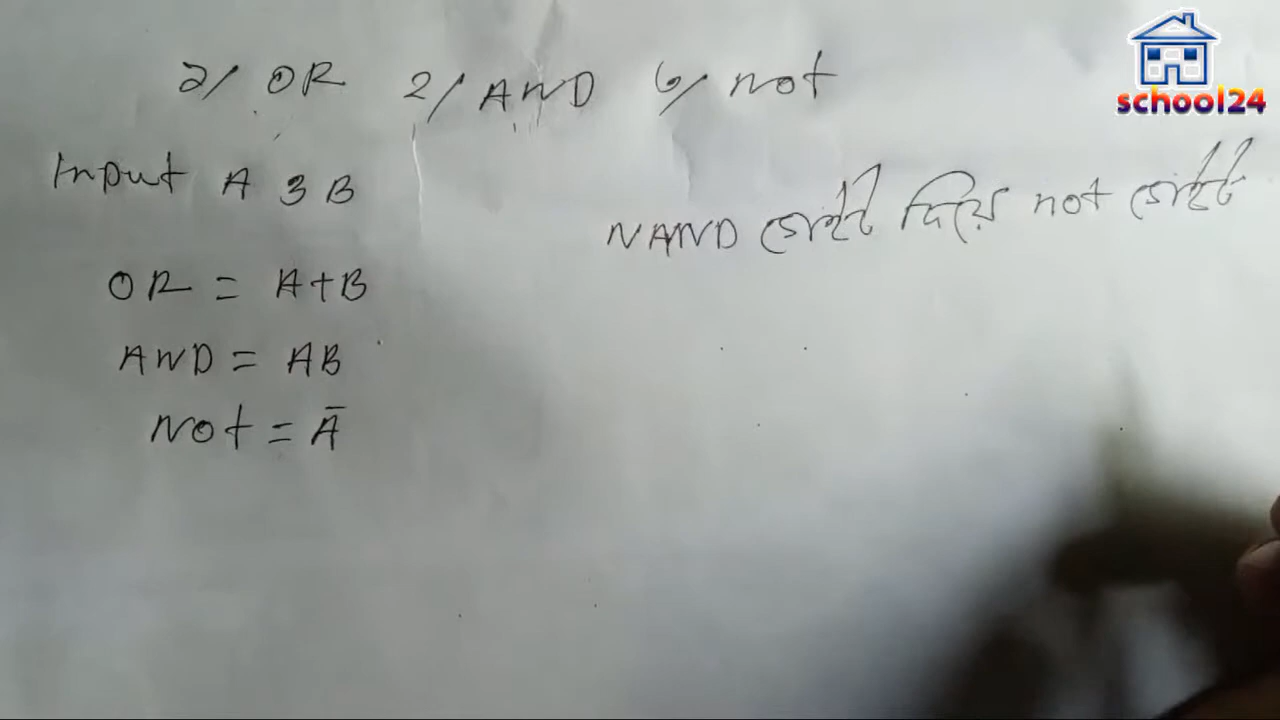 ১/ OR ২/ AND ৩/ not
school24
Input A ও B
NAND গেইট দিয়ে not গেইট
OR = A+B
AND = AB
Not = Ā